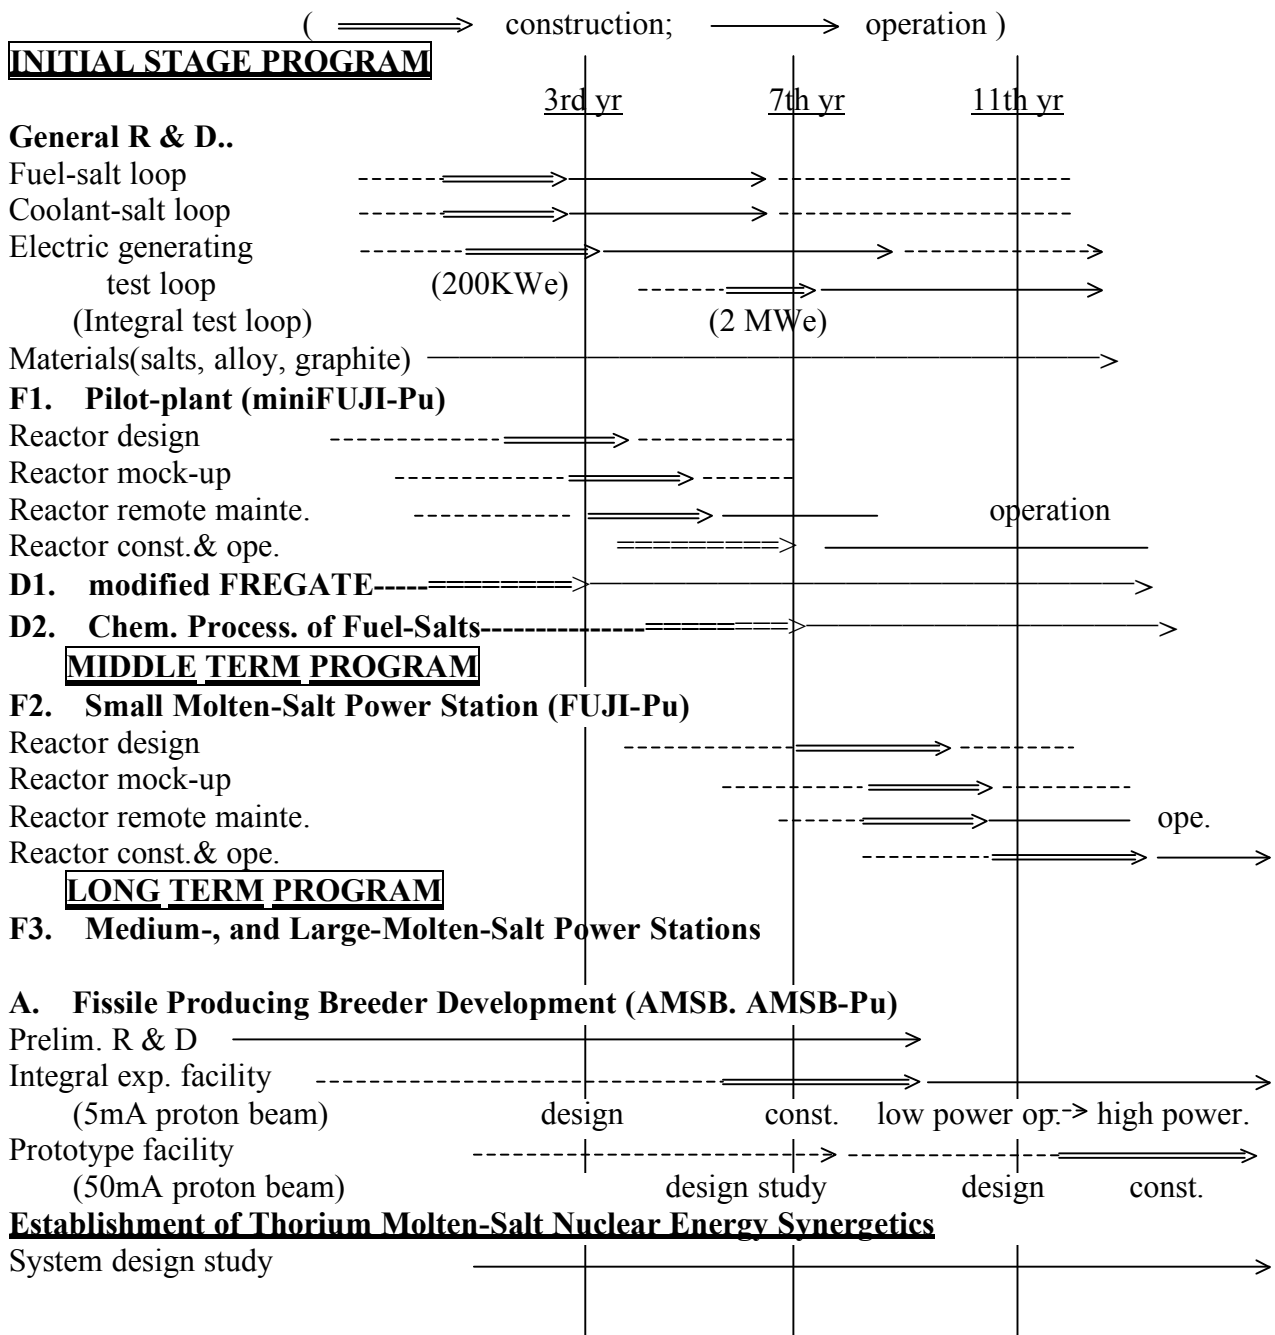 ( construction; operation )
INITIAL STAGE PROGRAM
3rd yr 7th yr 11th yr
General R & D..
Fuel-salt loop
Coolant-salt loop
Electric generating
test loop (200KWe)
(Integral test loop) (2 MWe)
Materials(salts, alloy, graphite)
F1. Pilot-plant (miniFUJI-Pu)
Reactor design
Reactor mock-up
Reactor remote mainte. operation
Reactor const.& ope.
D1. modified FREGATE
D2. Chem. Process. of Fuel-Salts
MIDDLE TERM PROGRAM
F2. Small Molten-Salt Power Station (FUJI-Pu)
Reactor design
Reactor mock-up
Reactor remote mainte. ope.
Reactor const.& ope.
LONG TERM PROGRAM
F3. Medium-, and Large-Molten-Salt Power Stations
A. Fissile Producing Breeder Development (AMSB. AMSB-Pu)
Prelim. R & D
Integral exp. facility
(5mA proton beam) design const. low power op. high power.
Prototype facility
(50mA proton beam) design study design const.
Establishment of Thorium Molten-Salt Nuclear Energy Synergetics
System design study